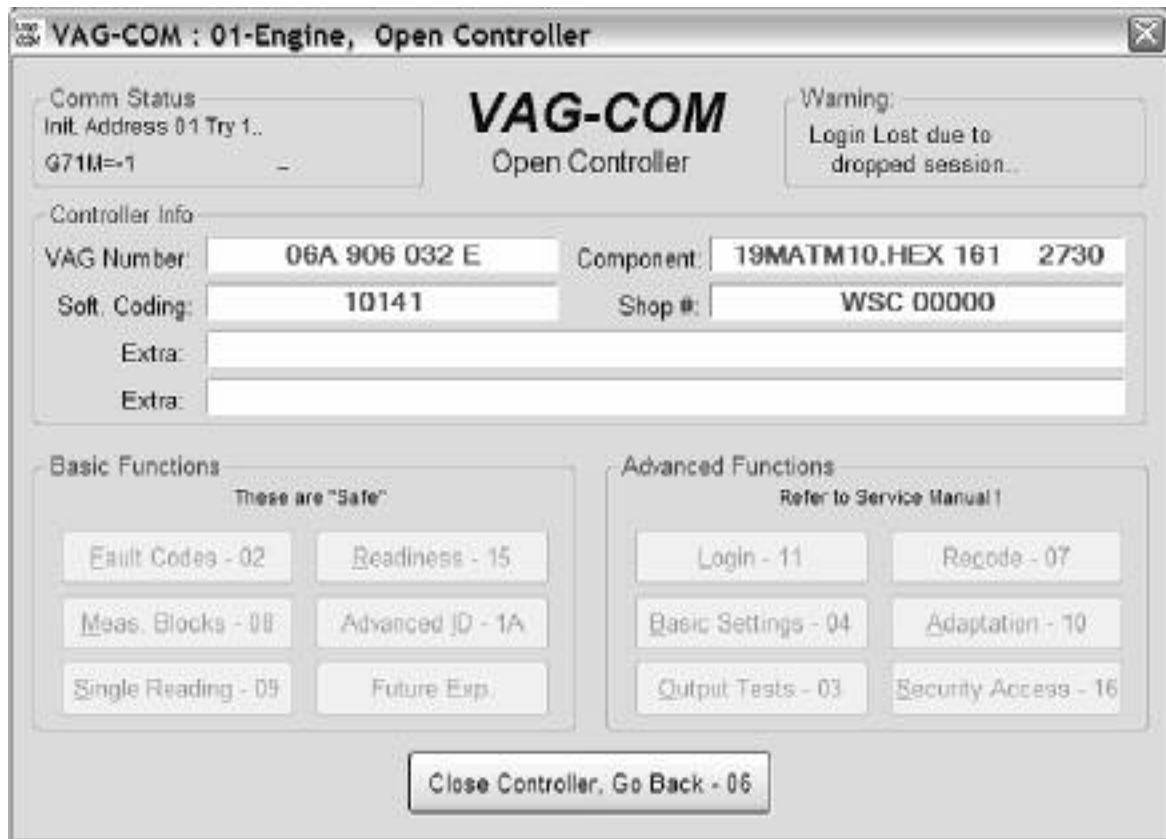 VAG-COM : 01-Engine, Open Controller
Comm Status
Init. Address 01 Try 1..
G71M=-1 _
VAG-COM
Open Controller
Warning:
Login Lost due to
dropped session..
Controller Info
VAG Number: 06A 906 032 E Component: 19MATM10.HEX 161 2730
Soft. Coding: 10141 Shop #: WSC 00000
Extra:
Extra:
Basic Functions
These are "Safe"
Fault Codes - 02 Readiness - 15
Meas. Blocks - 08 Advanced ID - 1A
Single Reading - 09 Future Exp.
Advanced Functions
Refer to Service Manual !
Login - 11 Recode - 07
Basic Settings - 04 Adaptation - 10
Output Tests - 03 Security Access - 16
Close Controller, Go Back - 06